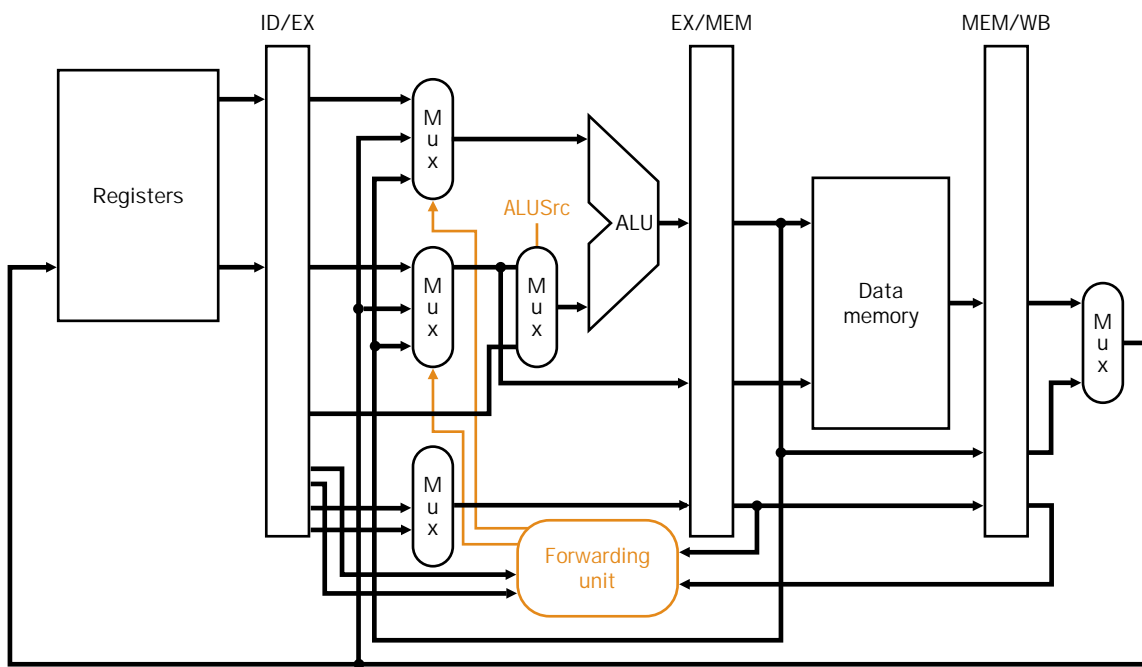 ID/EX
EX/MEM
MEM/WB
Registers
M
u
x
ALUSrc
ALU
M
u
x
M
u
x
Data
memory
M
u
x
M
u
x
Forwarding
unit